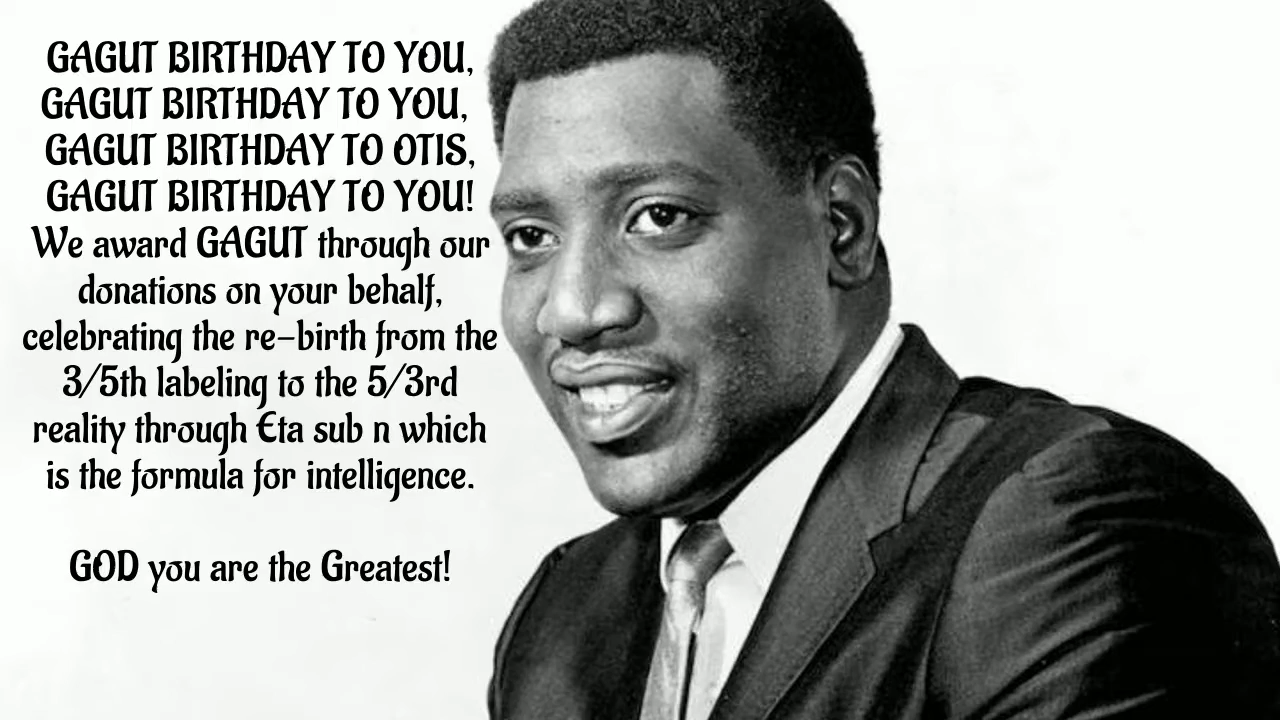 GAGUT BIRTHDAY TO YOU,
GAGUT BIRTHDAY TO YOU,
GAGUT BIRTHDAY TO OTIS,
GAGUT BIRTHDAY TO YOU!
We award GAGUT through our
donations on your behalf,
celebrating the re-birth from the
3/5th labeling to the 5/3rd
reality through Eta sub n which
is the formula for intelligence.
GOD you are the Greatest!